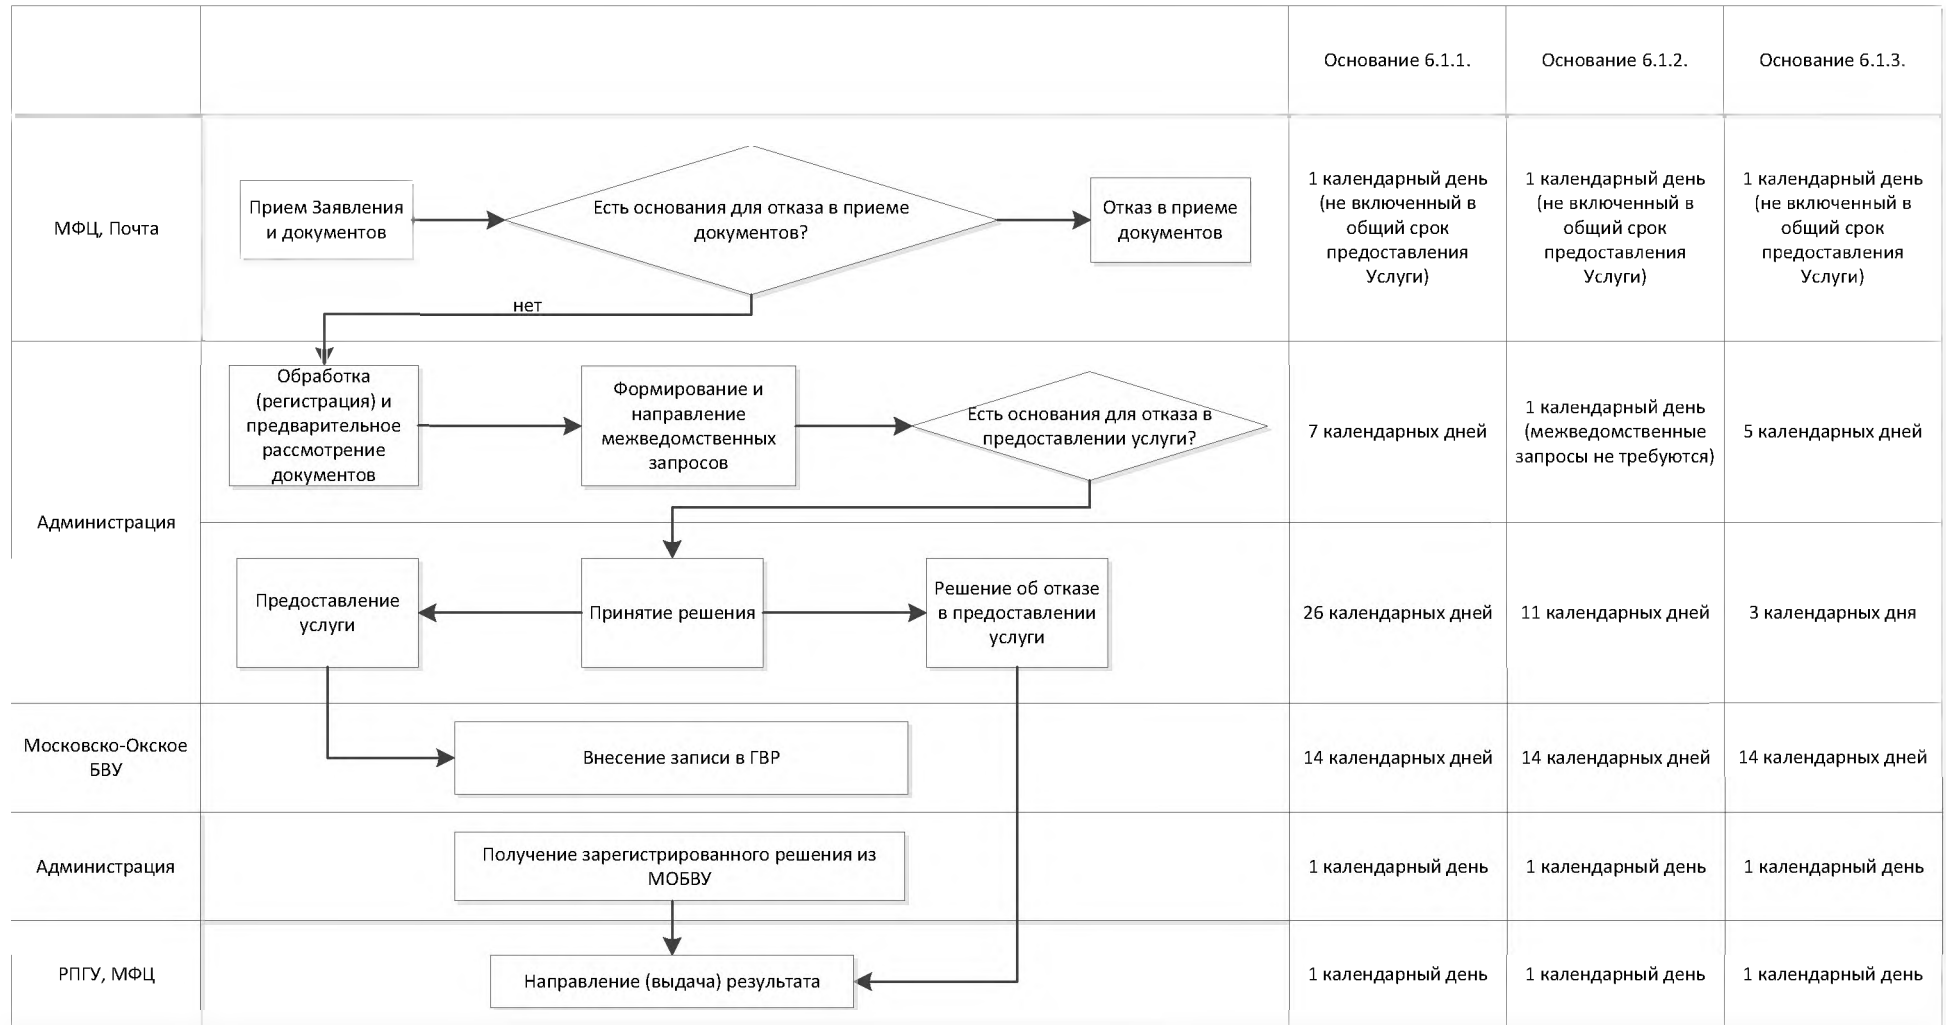 Основание 6.1.1.
Основание 6.1.2.
Основание 6.1.3.
МФЦ, Почта
Прием Заявления
и документов
Есть основания для отказа в приеме
документов?
Отказ в приеме
документов
нет
1 календарный день
(не включенный в
общий срок
предоставления
Услуги)
1 календарный день
(не включенный в
общий срок
предоставления
Услуги)
1 календарный день
(не включенный в
общий срок
предоставления
Услуги)
Администрация
Обработка
(регистрация) и
предварительное
рассмотрение
документов
Формирование и
направление
межведомственных
запросов
Есть основания для отказа в
предоставлении услуги?
7 календарных дней
1 календарный день
(межведомственные
запросы не требуются)
5 календарных дней
Предоставление
услуги
Принятие решения
Решение об отказе
в предоставлении
услуги
26 календарных дней
11 календарных дней
3 календарных дня
Московско-Окское
БВУ
Внесение записи в ГВР
14 календарных дней
14 календарных дней
14 календарных дней
Администрация
Получение зарегистрированного решения из
МОБВУ
1 календарный день
1 календарный день
1 календарный день
РПГУ, МФЦ
Направление (выдача) результата
1 календарный день
1 календарный день
1 календарный день